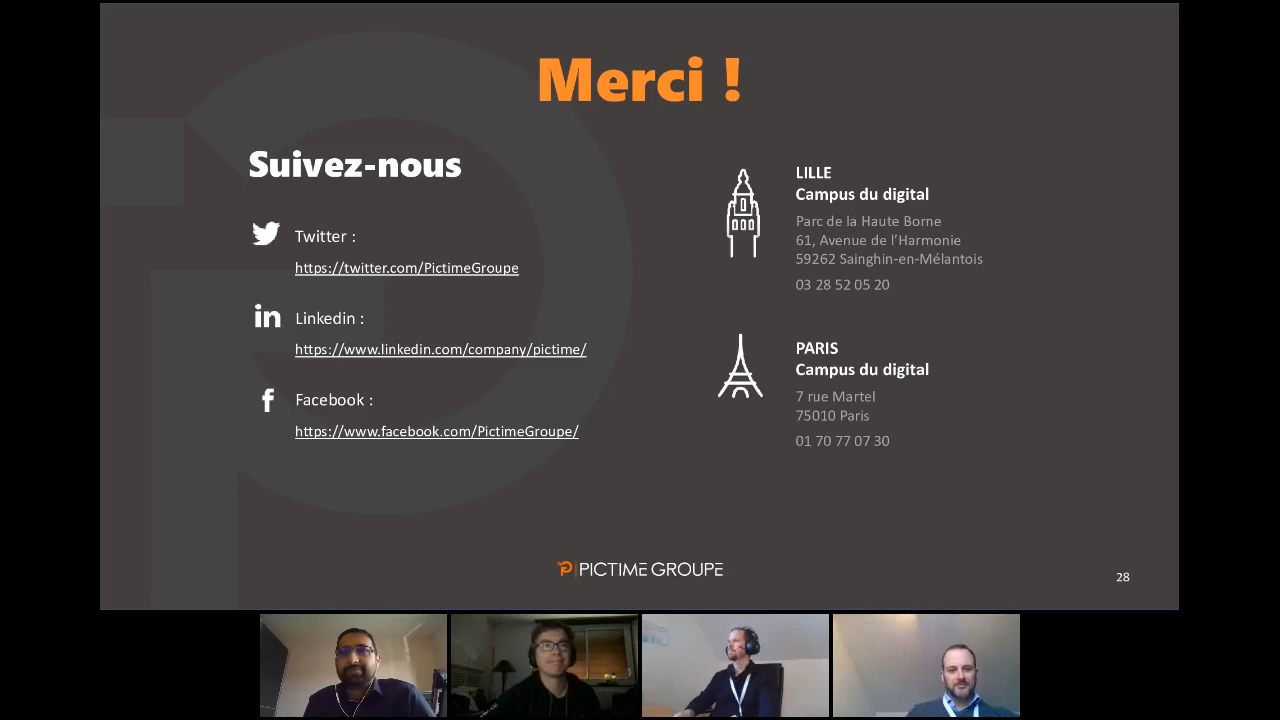 Merci !
Suivez-nous
Twitter :
https://twitter.com/PictimeGroupe
Linkedin :
https://www.linkedin.com/company/pictime/
Facebook :
https://www.facebook.com/PictimeGroupe/
LILLE
Campus du digital
Parc de la Haute Borne
61, Avenue de l’Harmonie
59262 Sainghin-en-Mélantois
03 28 52 05 20
PARIS
Campus du digital
7 rue Martel
75010 Paris
01 70 77 07 30
PICTIME GROUPE
28